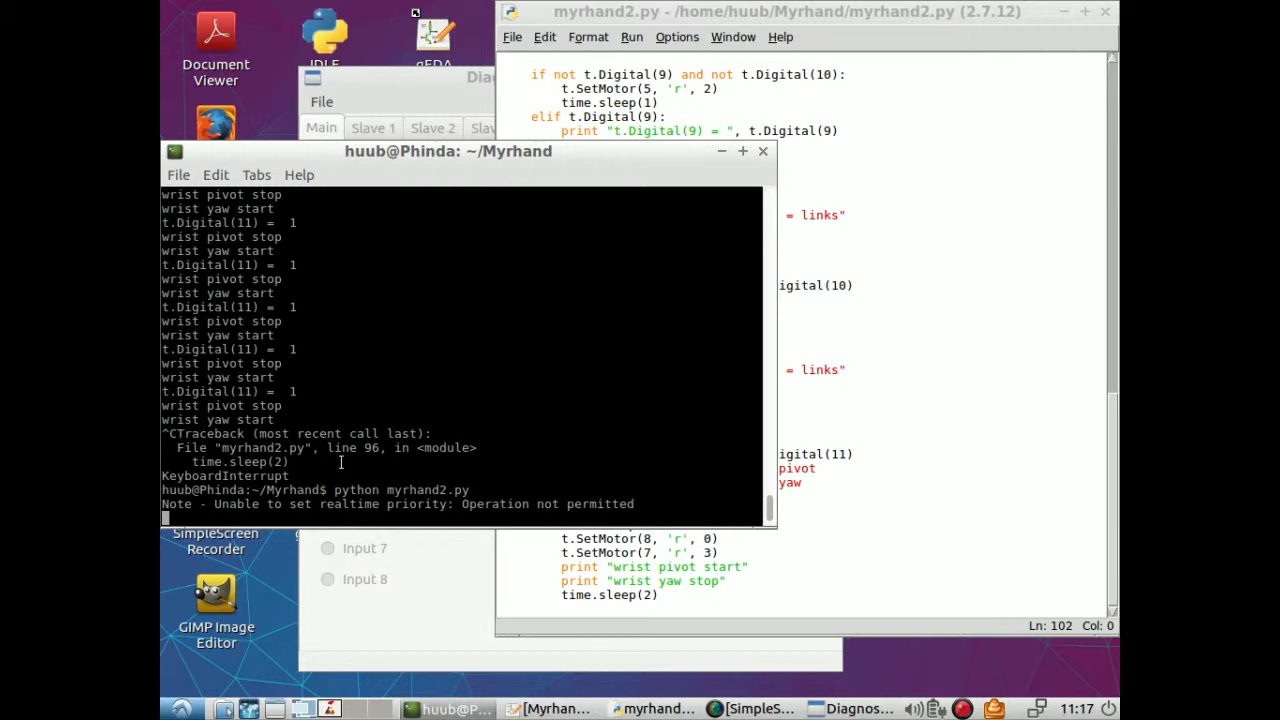 Document
Viewer
IDLE
gEDA
myrhand2.py - /home/huub/Myrhand/myrhand2.py (2.7.12)
File Edit Format Run Options Window Help
if not t.Digital(9) and not t.Digital(10):
t.SetMotor(5, 'r', 2)
time.sleep(1)
elif t.Digital(9):
print "t.Digital(9) = ", t.Digital(9)
= links"
igital(10)
= links"
igital(11)
pivot
yaw
t.SetMotor(8, 'r', 0)
t.SetMotor(7, 'r', 3)
print "wrist pivot start"
print "wrist yaw stop"
time.sleep(2)
Ln: 102 Col: 0
Dia
File
Main Slave 1 Slave 2 Slav
huub@Phinda: ~/Myrhand
File Edit Tabs Help
wrist pivot stop
wrist yaw start
t.Digital(11) =  1
wrist pivot stop
wrist yaw start
t.Digital(11) =  1
wrist pivot stop
wrist yaw start
t.Digital(11) =  1
wrist pivot stop
wrist yaw start
t.Digital(11) =  1
wrist pivot stop
wrist yaw start
t.Digital(11) =  1
wrist pivot stop
wrist yaw start
^CTraceback (most recent call last):
File "myrhand2.py", line 96, in <module>
time.sleep(2)
KeyboardInterrupt
huub@Phinda:~/Myrhand$ python myrhand2.py
Note - Unable to set realtime priority: Operation not permitted
SimpleScreen
Recorder
GIMP Image
Editor
Input 7
Input 8
huub@P... [Myrhan... myrhand... [SimpleS... Diagnos... 11:17